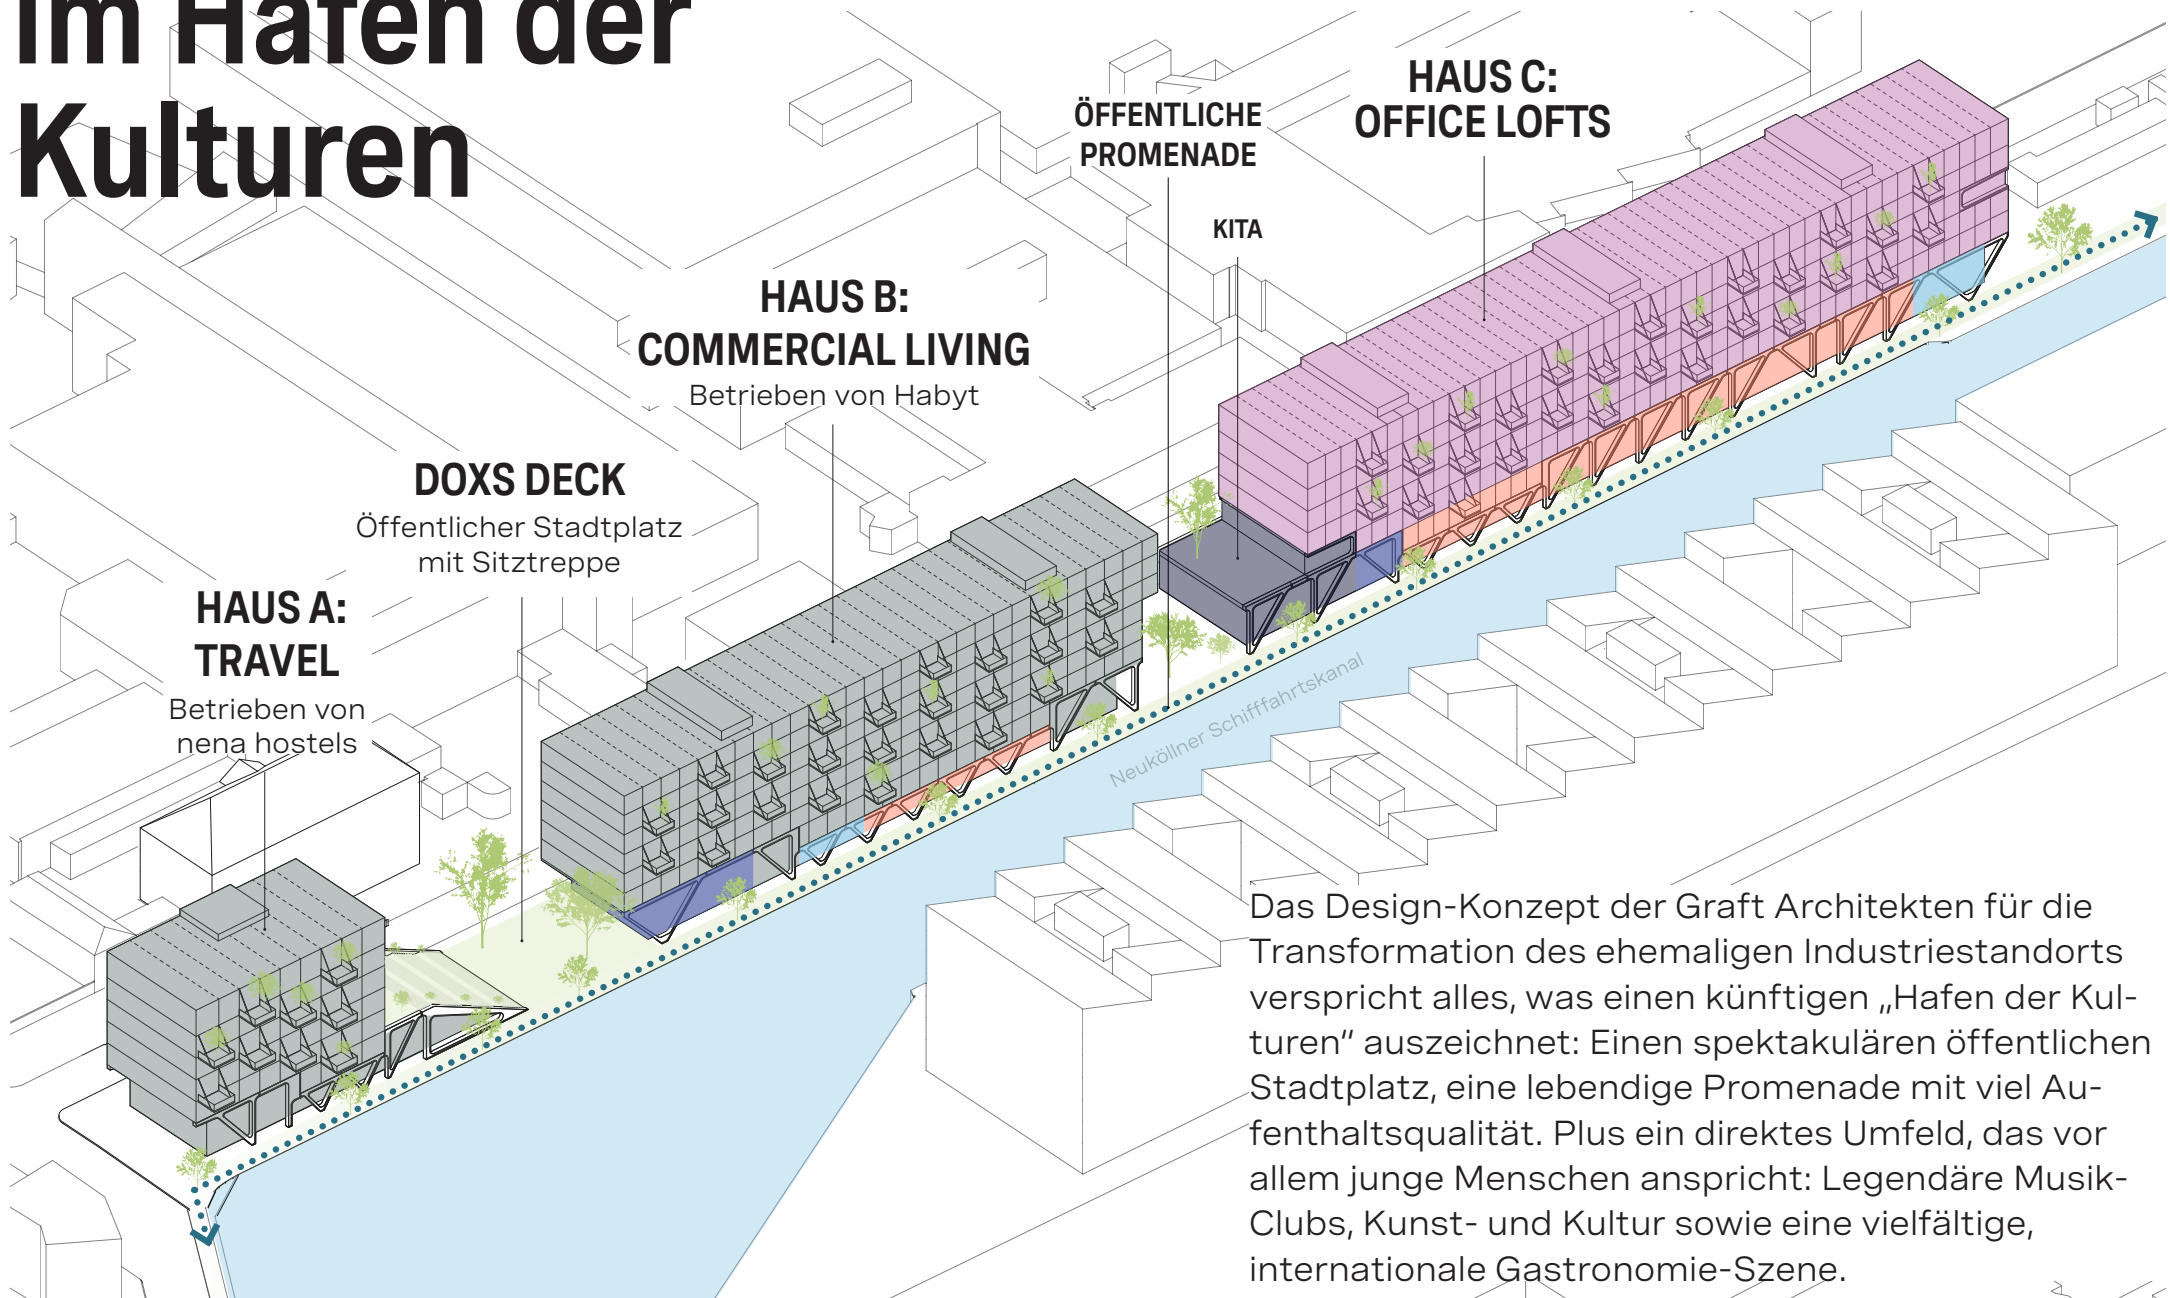 im Hafen der
Kulturen
HAUS C:
OFFICE LOFTS
ÖFFENTLICHE
PROMENADE
KITA
HAUS B:
COMMERCIAL LIVING
Betrieben von Habyt
DOXS DECK
Öffentlicher Stadtplatz
mit Sitztreppe
HAUS A:
TRAVEL
Betrieben von
nena hostels
Neuköllner Schifffahrtskanal
Das Design-Konzept der Graft Architekten für die
Transformation des ehemaligen Industriestandorts
verspricht alles, was einen künftigen „Hafen der Kul-
turen“ auszeichnet: Einen spektakulären öffentlichen
Stadtplatz, eine lebendige Promenade mit viel Au-
fenthaltsqualität. Plus ein direktes Umfeld, das vor
allem junge Menschen anspricht: Legendäre Musik-
Clubs, Kunst- und Kultur sowie eine vielfältige,
internationale Gastronomie-Szene.